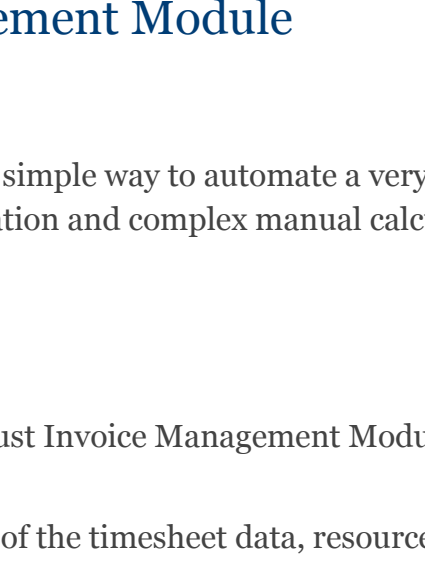 ement Module
simple way to automate a very
tion and complex manual calc
ust Invoice Management Modu
of the timesheet data, resource